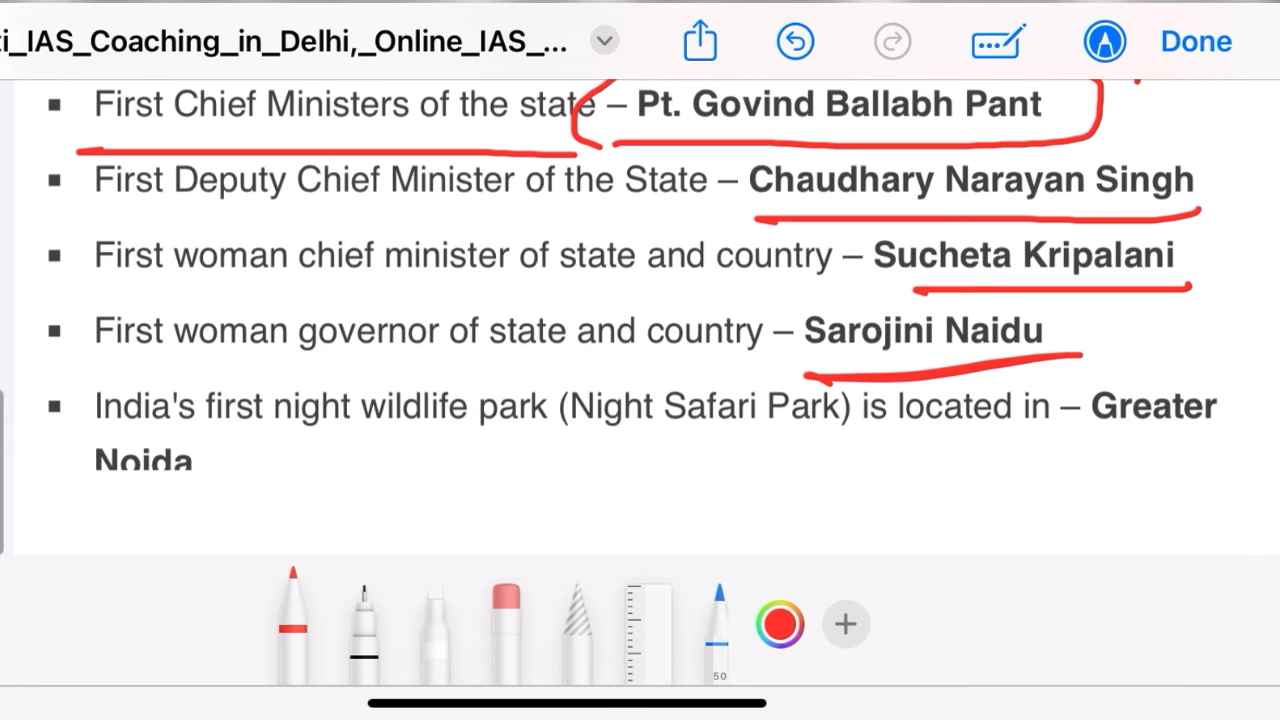 i_IAS_Coaching_in_Delhi,_Online_IAS_... Done
▪ First Chief Ministers of the state – Pt. Govind Ballabh Pant
▪ First Deputy Chief Minister of the State – Chaudhary Narayan Singh
▪ First woman chief minister of state and country – Sucheta Kripalani
▪ First woman governor of state and country – Sarojini Naidu
▪ India's first night wildlife park (Night Safari Park) is located in – Greater
Noida
50